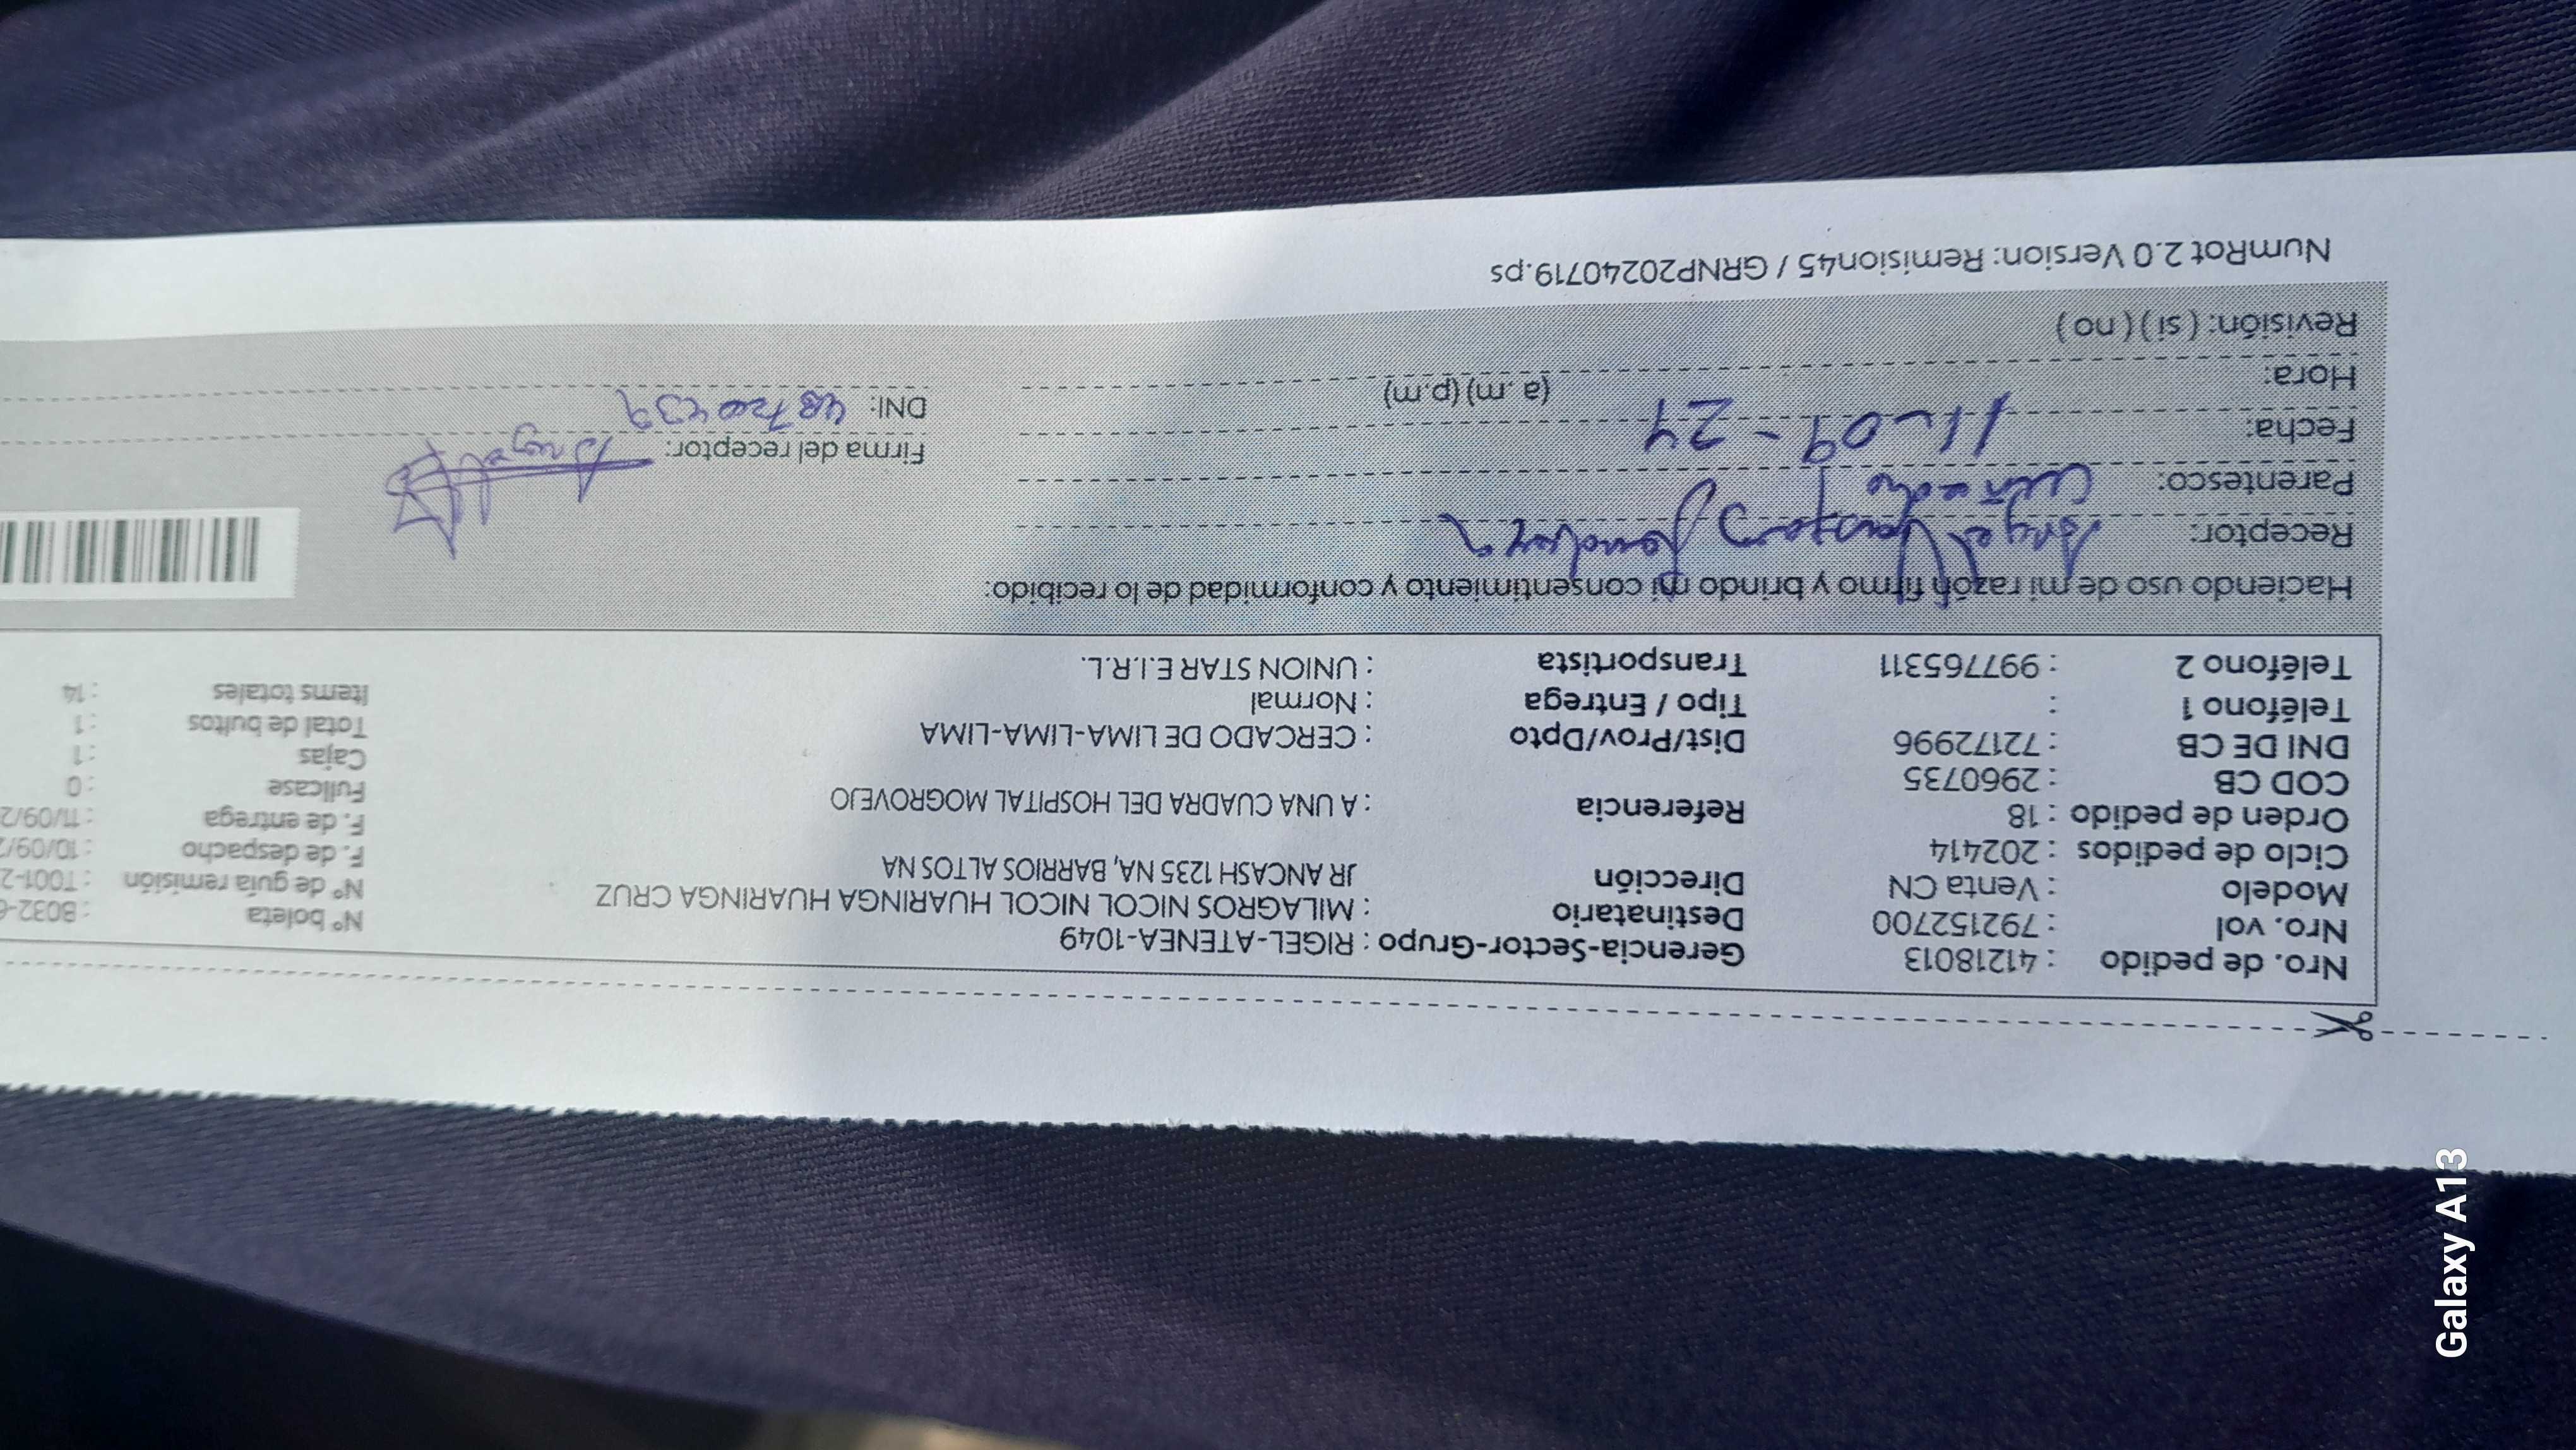 Nro. de pedido : 41218013 Gerencia-Sector-Grupo : RIGEL-ATENEA-1049 N° boleta : B032-
Nro. vol : 792152700 Destinatario : MILAGROS NICOL NICOL HUARINGA HUARINGA CRUZ N° de guía remisión : T001-2
Modelo : Venta CN Dirección JR ANCASH 1235 NA, BARRIOS ALTOS NA F. de despacho : 10/09/2
Ciclo de pedidos : 202414 F. de entrega : 11/09/2
Orden de pedido : 18 Referencia : A UNA CUADRA DEL HOSPITAL MOGROVEJO Fullcase : 0
COD CB : 2960735 Cajas : 1
DNI DE CB : 72172996 Dist/Prov/Dpto : CERCADO DE LIMA-LIMA-LIMA Total de bultos : 1
Teléfono 1 : Tipo / Entrega : Normal Items totales : 14
Teléfono 2 : 997765311 Transportista : UNION STAR E.I.R.L.
Haciendo uso de mi razón firmo y brindo mi consentimiento y conformidad de lo recibido:
Receptor: Angel
Parentesco: Firma del receptor: Angel
Fecha: 11-09-24 DNI:
Hora: (a.m) (p.m)
Revisión: ( si ) ( no )
NumRot 2.0 Version: Remision45 / GRNP20240719.ps
Galaxy A13